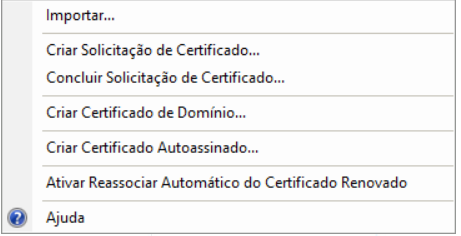 Importar...
Criar Solicitação de Certificado...
Concluir Solicitação de Certificado...
Criar Certificado de Domínio...
Criar Certificado Autoassinado...
Ativar Reassociar Automático do Certificado Renovado
Ajuda